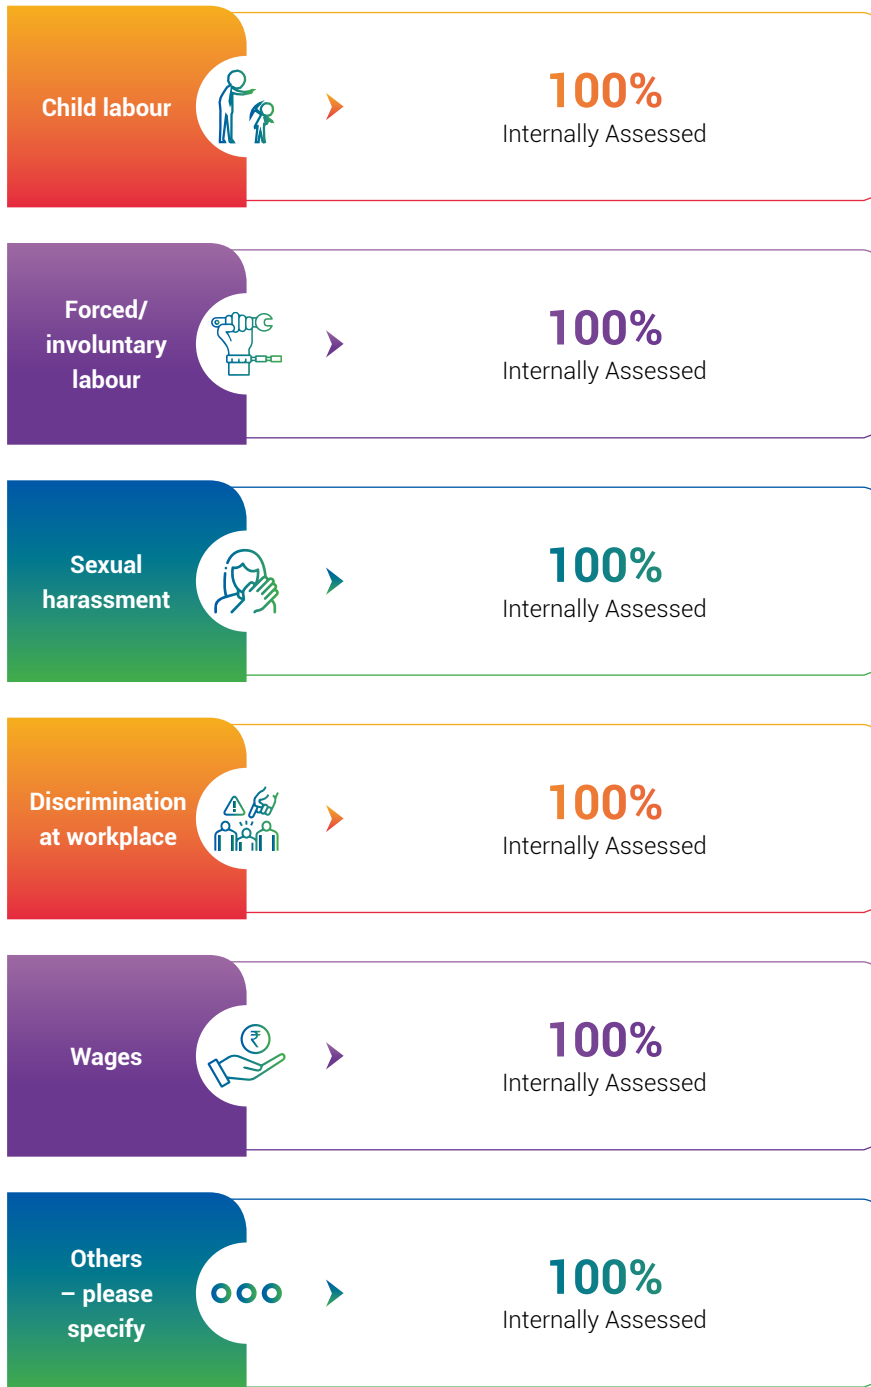 Child labour
100%
Internally Assessed
Forced/
involuntary
labour
100%
Internally Assessed
Sexual
harassment
100%
Internally Assessed
Discrimination
at workplace
100%
Internally Assessed
Wages
₹
100%
Internally Assessed
Others
– please
specify
100%
Internally Assessed